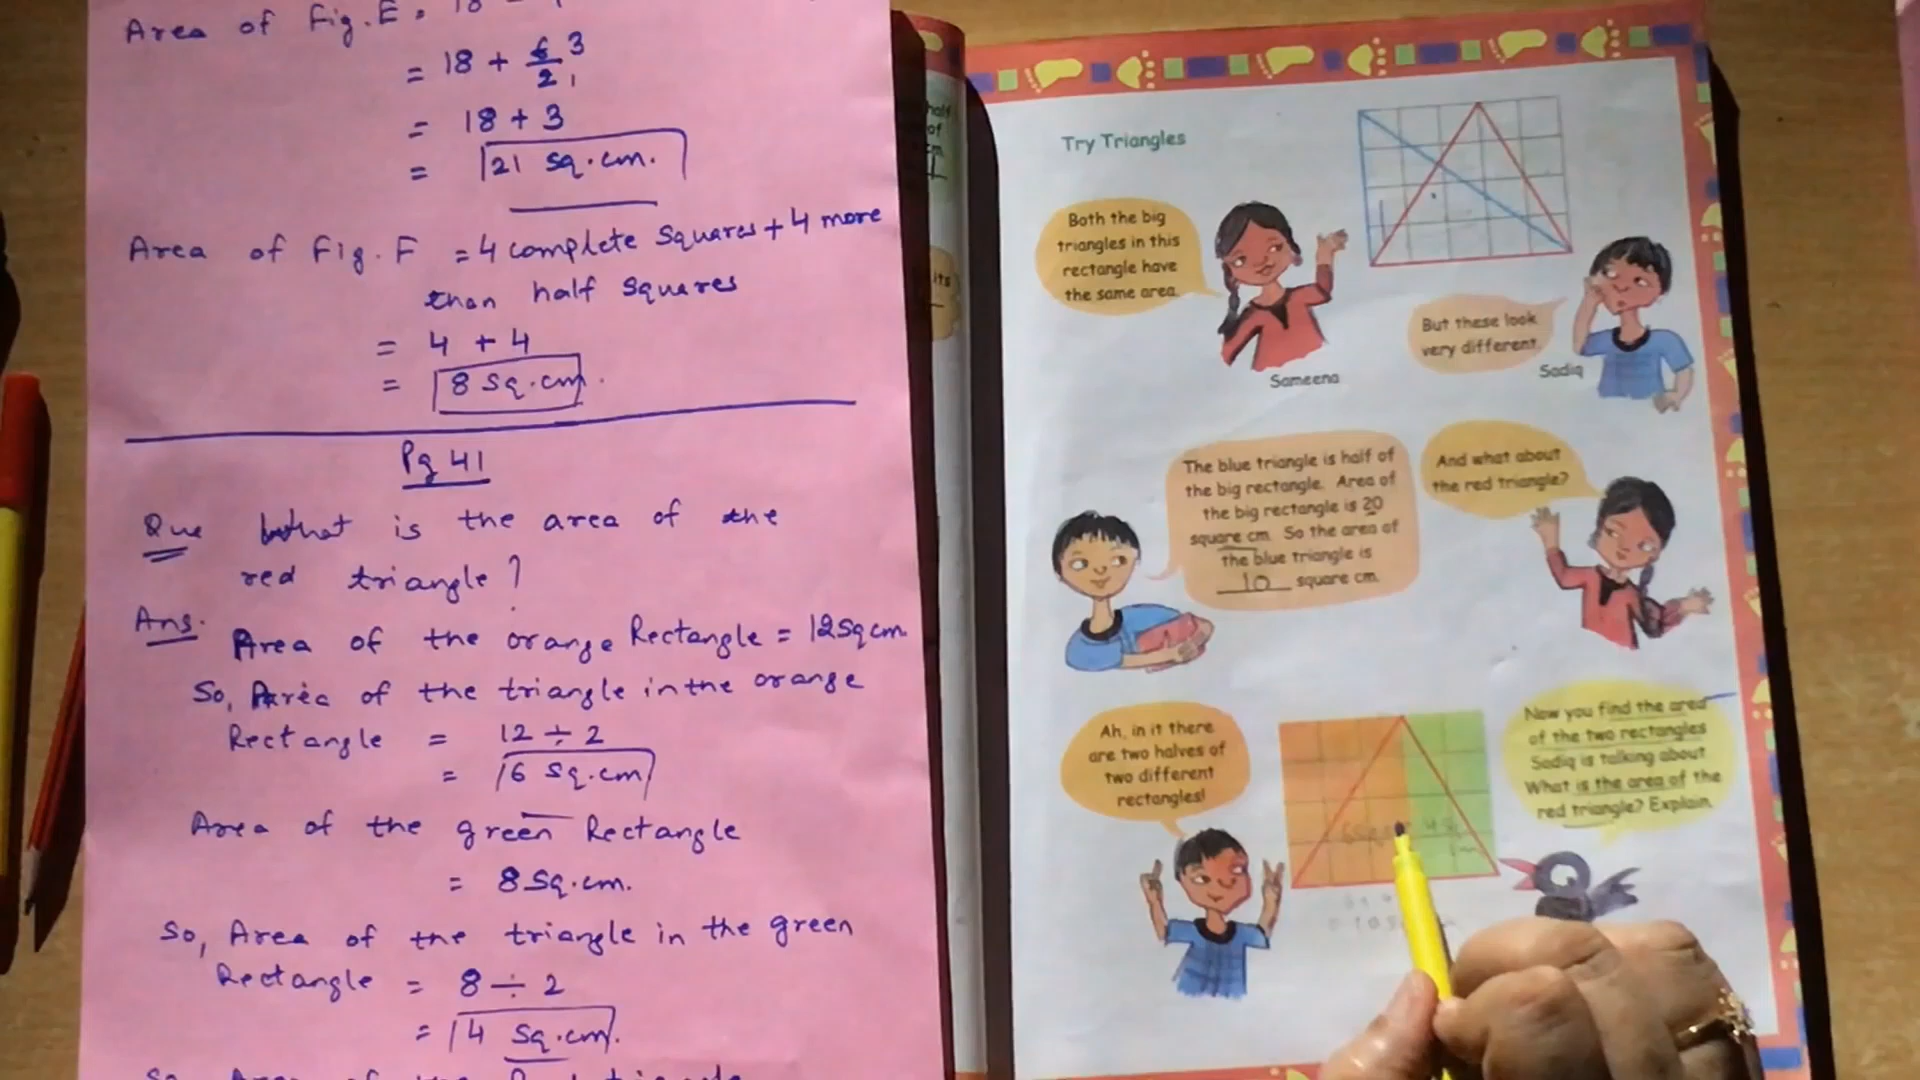 Area of Fig. E = 18
= 18 + 6/2 3 1
= 18 + 3
= 21 sq.cm.
Area of Fig. F = 4 complete squares + 4 more
than half squares
= 4 + 4
= 8 sq.cm.
Pg 41
Que What is the area of the
red triangle?
Ans. Area of the orange Rectangle = 12 sq cm.
So, Area of the triangle in the orange
Rectangle = 12 ÷ 2
= 6 sq.cm
Area of the green Rectangle
= 8 sq.cm.
So, Area of the triangle in the green
Rectangle = 8 ÷ 2
= 4 sq.cm.
half
of
cm
its
Try Triangles
Both the big
triangles in this
rectangle have
the same area.
Sameena
But these look
very different.
Sadiq
The blue triangle is half of
the big rectangle. Area of
the big rectangle is 20
square cm. So the area of
the blue triangle is
10 square cm.
And what about
the red triangle?
Ah, in it there
are two halves of
two different
rectangles!
Now you find the area
of the two rectangles
Sadiq is talking about.
What is the area of the
red triangle? Explain.